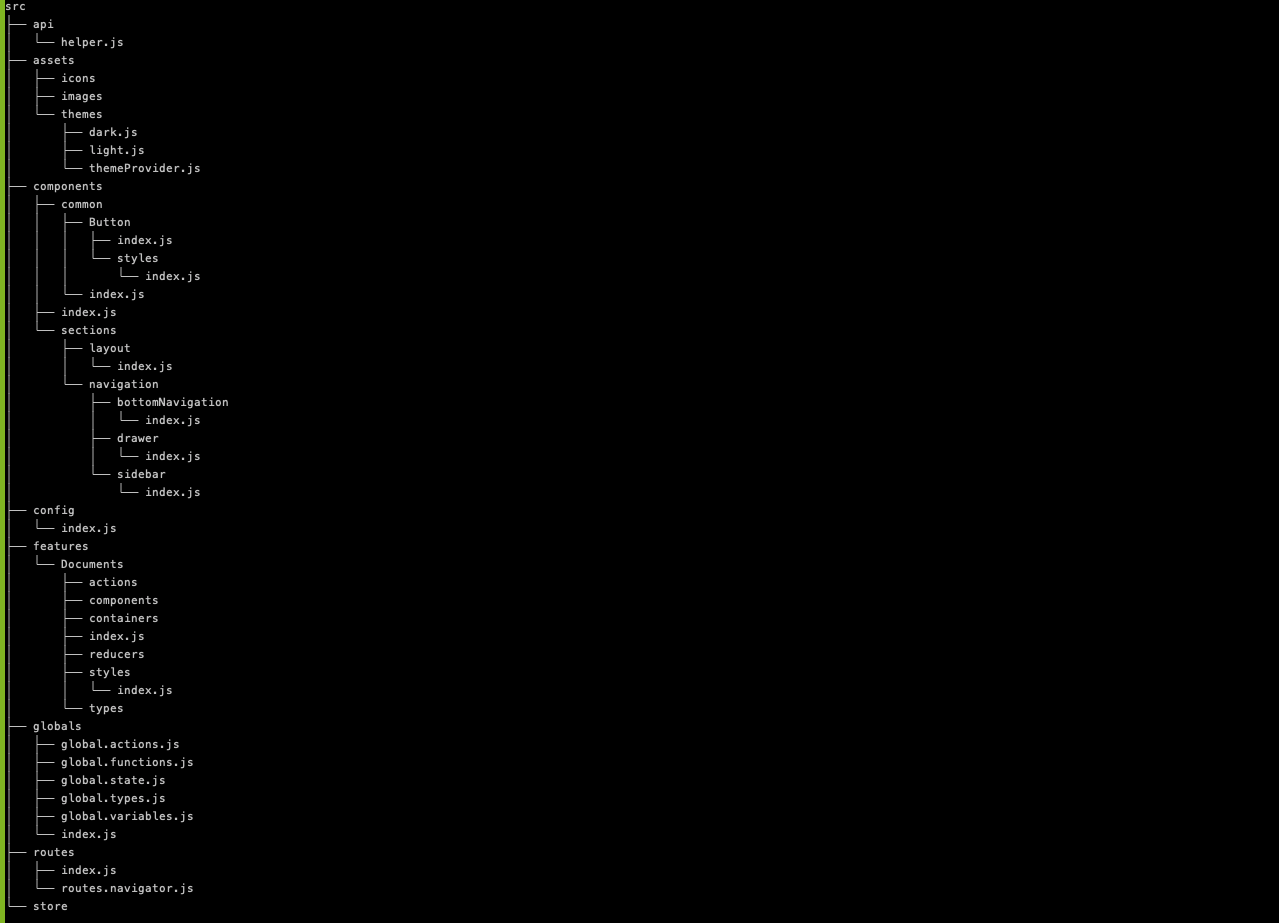 src
├── api
│   └── helper.js
├── assets
│   ├── icons
│   ├── images
│   └── themes
│       ├── dark.js
│       ├── light.js
│       └── themeProvider.js
├── components
│   ├── common
│   │   ├── Button
│   │   │   ├── index.js
│   │   │   └── styles
│   │   │       └── index.js
│   │   └── index.js
│   ├── index.js
│   └── sections
│       ├── layout
│       │   └── index.js
│       └── navigation
│           ├── bottomNavigation
│           │   └── index.js
│           ├── drawer
│           │   └── index.js
│           └── sidebar
│               └── index.js
├── config
│   └── index.js
├── features
│   └── Documents
│       ├── actions
│       ├── components
│       ├── containers
│       ├── index.js
│       ├── reducers
│       ├── styles
│       │   └── index.js
│       └── types
├── globals
│   ├── global.actions.js
│   ├── global.functions.js
│   ├── global.state.js
│   ├── global.types.js
│   ├── global.variables.js
│   └── index.js
├── routes
│   ├── index.js
│   └── routes.navigator.js
└── store